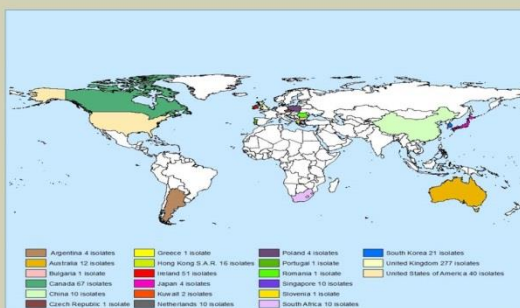 Argentina 4 isolates
Australia 12 isolates
Bulgaria 1 isolate
Canada 67 isolates
China 10 isolates
Czech Republic 1 isolate
Greece 1 isolate
Hong Kong S.A.R. 16 isolates
Ireland 51 isolates
Japan 4 isolates
Kuwait 2 isolates
Netherlands 10 isolates
Poland 4 isolates
Portugal 1 isolate
Romania 1 isolate
Singapore 10 isolates
Slovenia 1 isolate
South Africa 10 isolates
South Korea 21 isolates
United Kingdom 277 isolates
United States of America 40 isolates